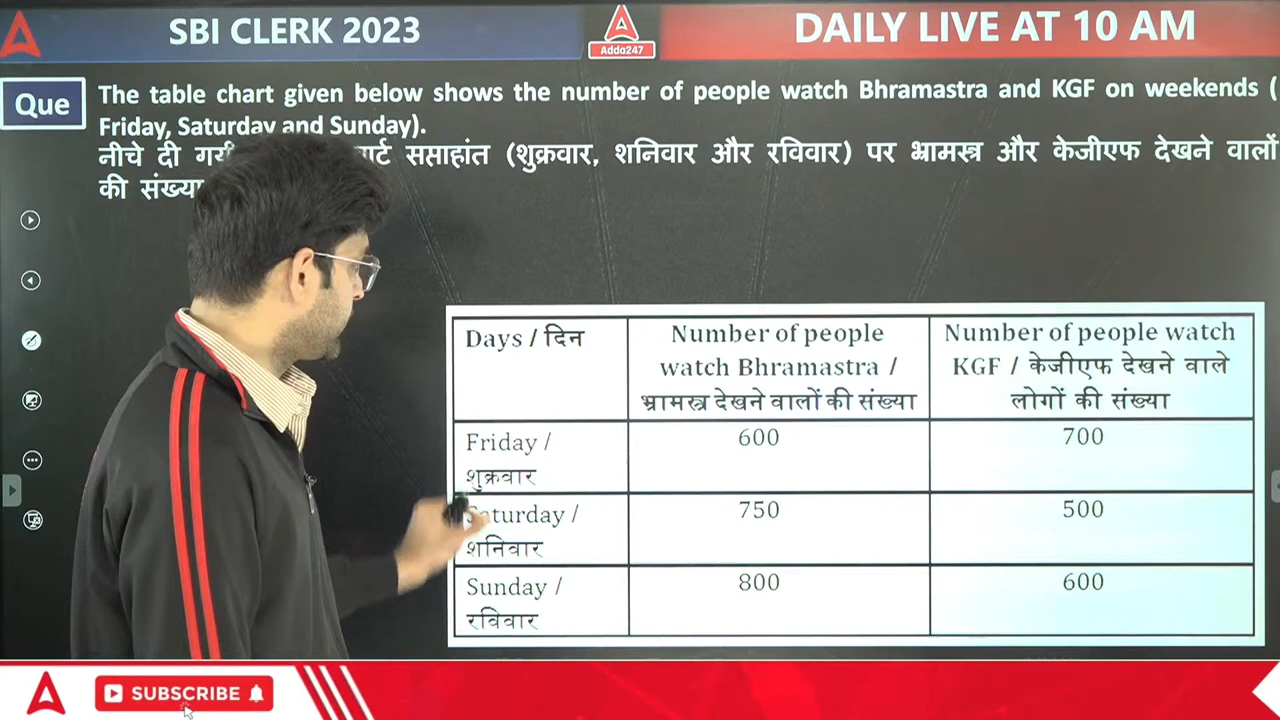 SBI CLERK 2023
Adda247
DAILY LIVE AT 10 AM
Que
The table chart given below shows the number of people watch Bhramastra and KGF on weekends (
Friday, Saturday and Sunday).
नीचे दी गयी चार्ट सप्ताहांत (शुक्रवार, शनिवार और रविवार) पर भ्रामस्त्र और केजीएफ देखने वालों
की संख्या
Days / दिन
Number of people
watch Bhramastra /
भ्रामस्त्र देखने वालों की संख्या
Number of people watch
KGF / केजीएफ देखने वाले
लोगों की संख्या
Friday /
शुक्रवार
600
700
Saturday /
शनिवार
750
500
Sunday /
रविवार
800
600
SUBSCRIBE